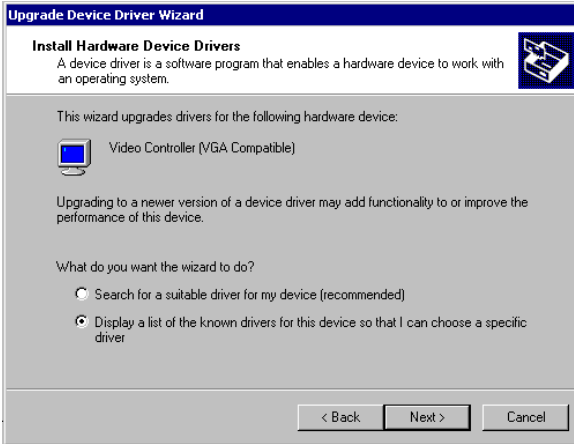 Upgrade Device Driver Wizard
Install Hardware Device Drivers
A device driver is a software program that enables a hardware device to work with
an operating system.
This wizard upgrades drivers for the following hardware device:
Video Controller (VGA Compatible)
Upgrading to a newer version of a device driver may add functionality to or improve the
performance of this device.
What do you want the wizard to do?
Search for a suitable driver for my device (recommended)
Display a list of the known drivers for this device so that I can choose a specific
driver
< Back Next > Cancel